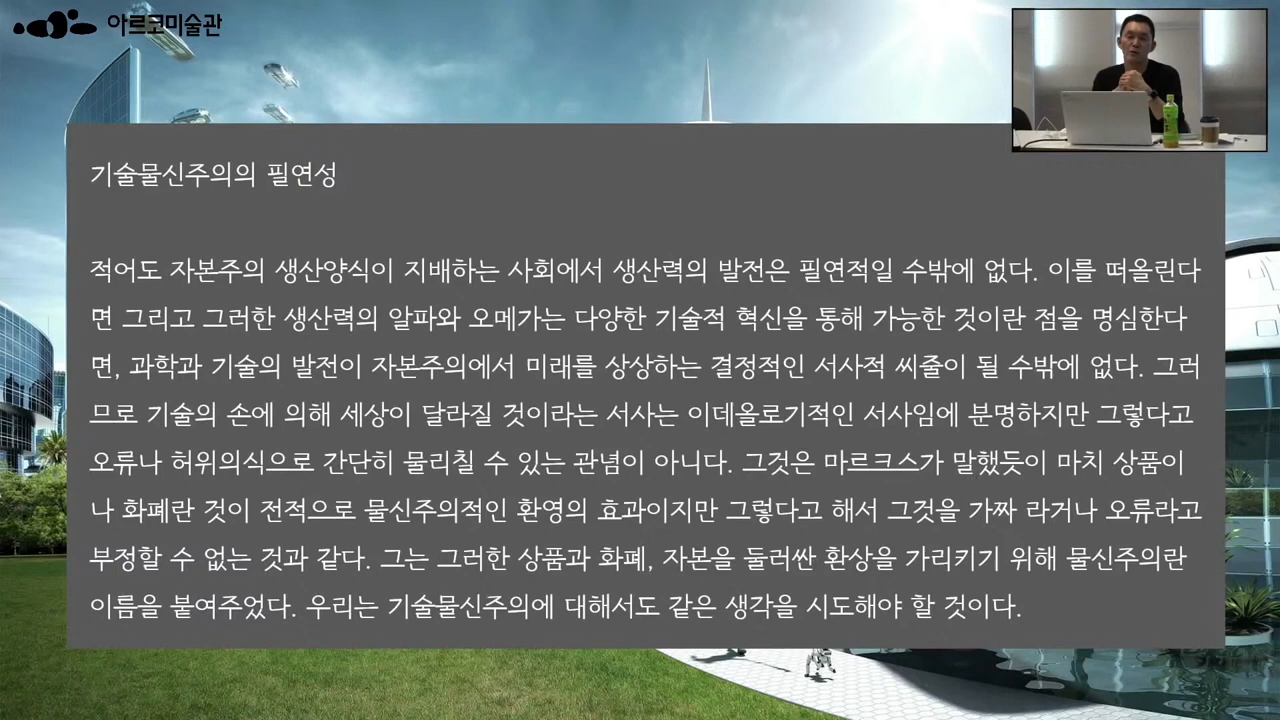 아르코미술관
기술물신주의의 필연성
적어도 자본주의 생산양식이 지배하는 사회에서 생산력의 발전은 필연적일 수밖에 없다. 이를 떠올린다
면 그리고 그러한 생산력의 알파와 오메가는 다양한 기술적 혁신을 통해 가능한 것이란 점을 명심한다
면, 과학과 기술의 발전이 자본주의에서 미래를 상상하는 결정적인 서사적 씨줄이 될 수밖에 없다. 그러
므로 기술의 손에 의해 세상이 달라질 것이라는 서사는 이데올로기적인 서사임에 분명하지만 그렇다고
오류나 허위의식으로 간단히 물리칠 수 있는 관념이 아니다. 그것은 마르크스가 말했듯이 마치 상품이
나 화폐란 것이 전적으로 물신주의적인 환영의 효과이지만 그렇다고 해서 그것을 가짜 라거나 오류라고
부정할 수 없는 것과 같다. 그는 그러한 상품과 화폐, 자본을 둘러싼 환상을 가리키기 위해 물신주의란
이름을 붙여주었다. 우리는 기술물신주의에 대해서도 같은 생각을 시도해야 할 것이다.